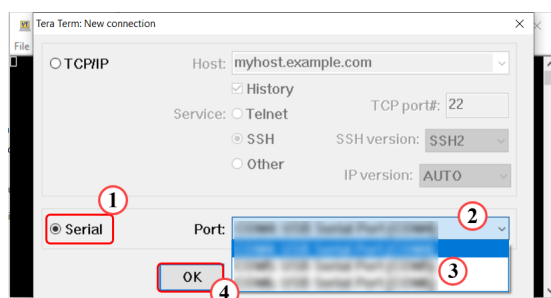 Tera Term: New connection
File
TCP/IP
Host: myhost.example.com
History
Service: Telnet
TCP port#: 22
SSH
SSH version: SSH2
Other
IP version: AUTO
1
2
Serial
Port:
3
OK
4